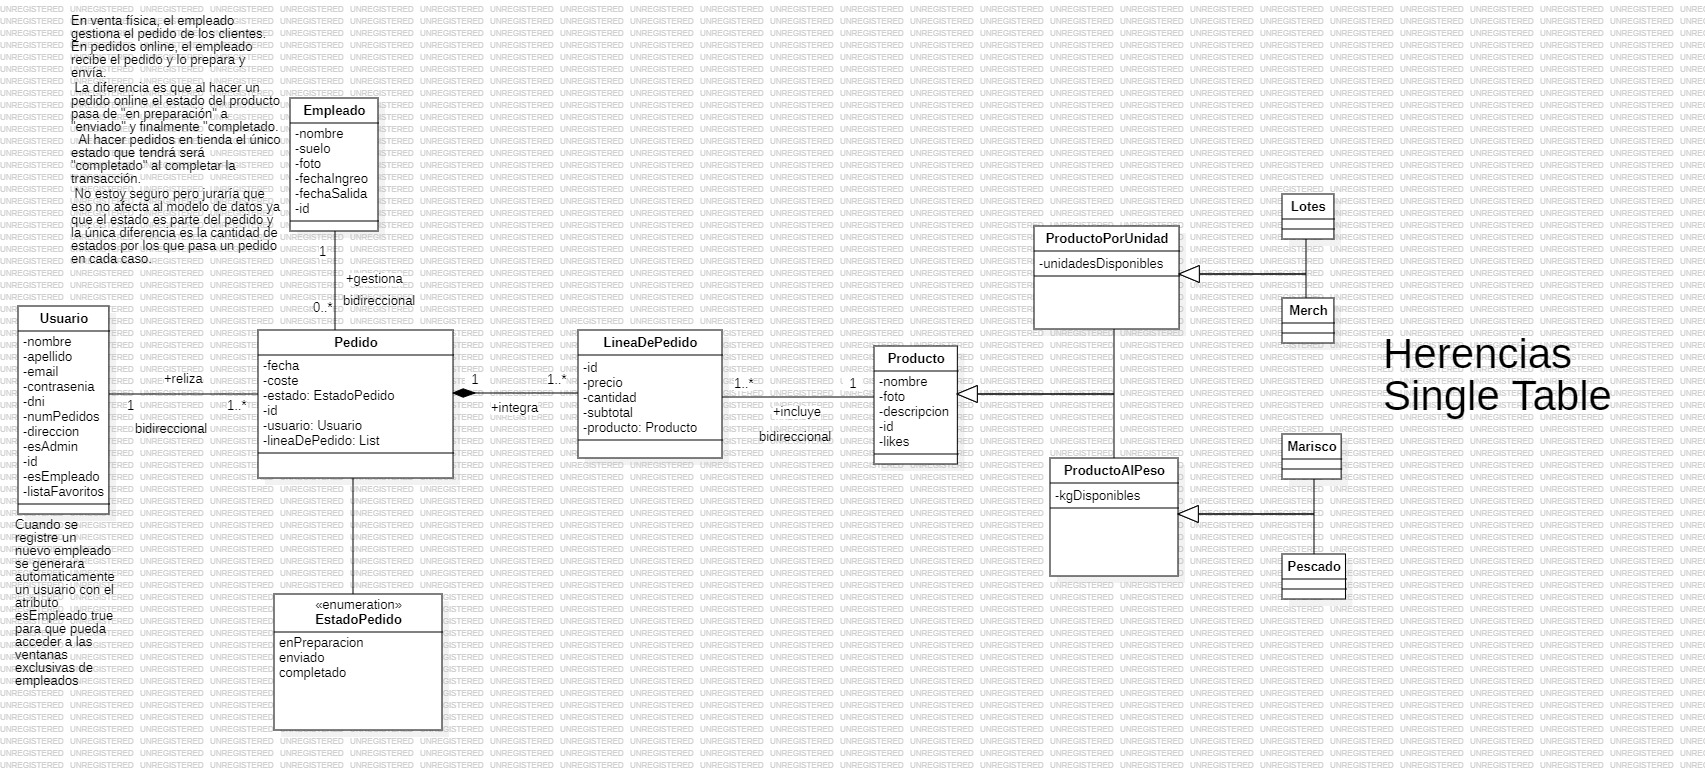 En venta física, el empleado
gestiona el pedido de los clientes.
En pedidos online, el empleado
recibe el pedido y lo prepara y
envía.
La diferencia es que al hacer un
pedido online el estado del producto
pasa de "en preparación" a
"enviado" y finalmente "completado.
Al hacer pedidos en tienda el único
estado que tendrá será
"completado" al completar la
transacción.
No estoy seguro pero juraría que
eso no afecta al modelo de datos ya
que el estado es parte del pedido y
la única diferencia es la cantidad de
estados por los que pasa un pedido
en cada caso.
Empleado
-nombre
-suelo
-foto
-fechaIngreo
-fechaSalida
-id
1
+gestiona
bidireccional
0..*
Usuario
-nombre
-apellido
-email
-contrasenia
-dni
-numPedidos
-direccion
-esAdmin
-id
-esEmpleado
-listaFavoritos
Cuando se
registre un
nuevo empleado
se generara
automaticamente
un usuario con el
atributo
esEmpleado true
para que pueda
acceder a las
ventanas
exclusivas de
empleados
+reliza
1
1..*
bidireccional
Pedido
-fecha
-coste
-estado: EstadoPedido
-id
-usuario: Usuario
-lineaDePedido: List
«enumeration»
EstadoPedido
enPreparacion
enviado
completado
1
1..*
+integra
LineaDePedido
-id
-precio
-cantidad
-subtotal
-producto: Producto
1..*
1
+incluye
bidireccional
Producto
-nombre
-foto
-descripcion
-id
-likes
ProductoPorUnidad
-unidadesDisponibles
ProductoAlPeso
-kgDisponibles
Lotes
Merch
Marisco
Pescado
Herencias
Single Table
UNREGISTERED